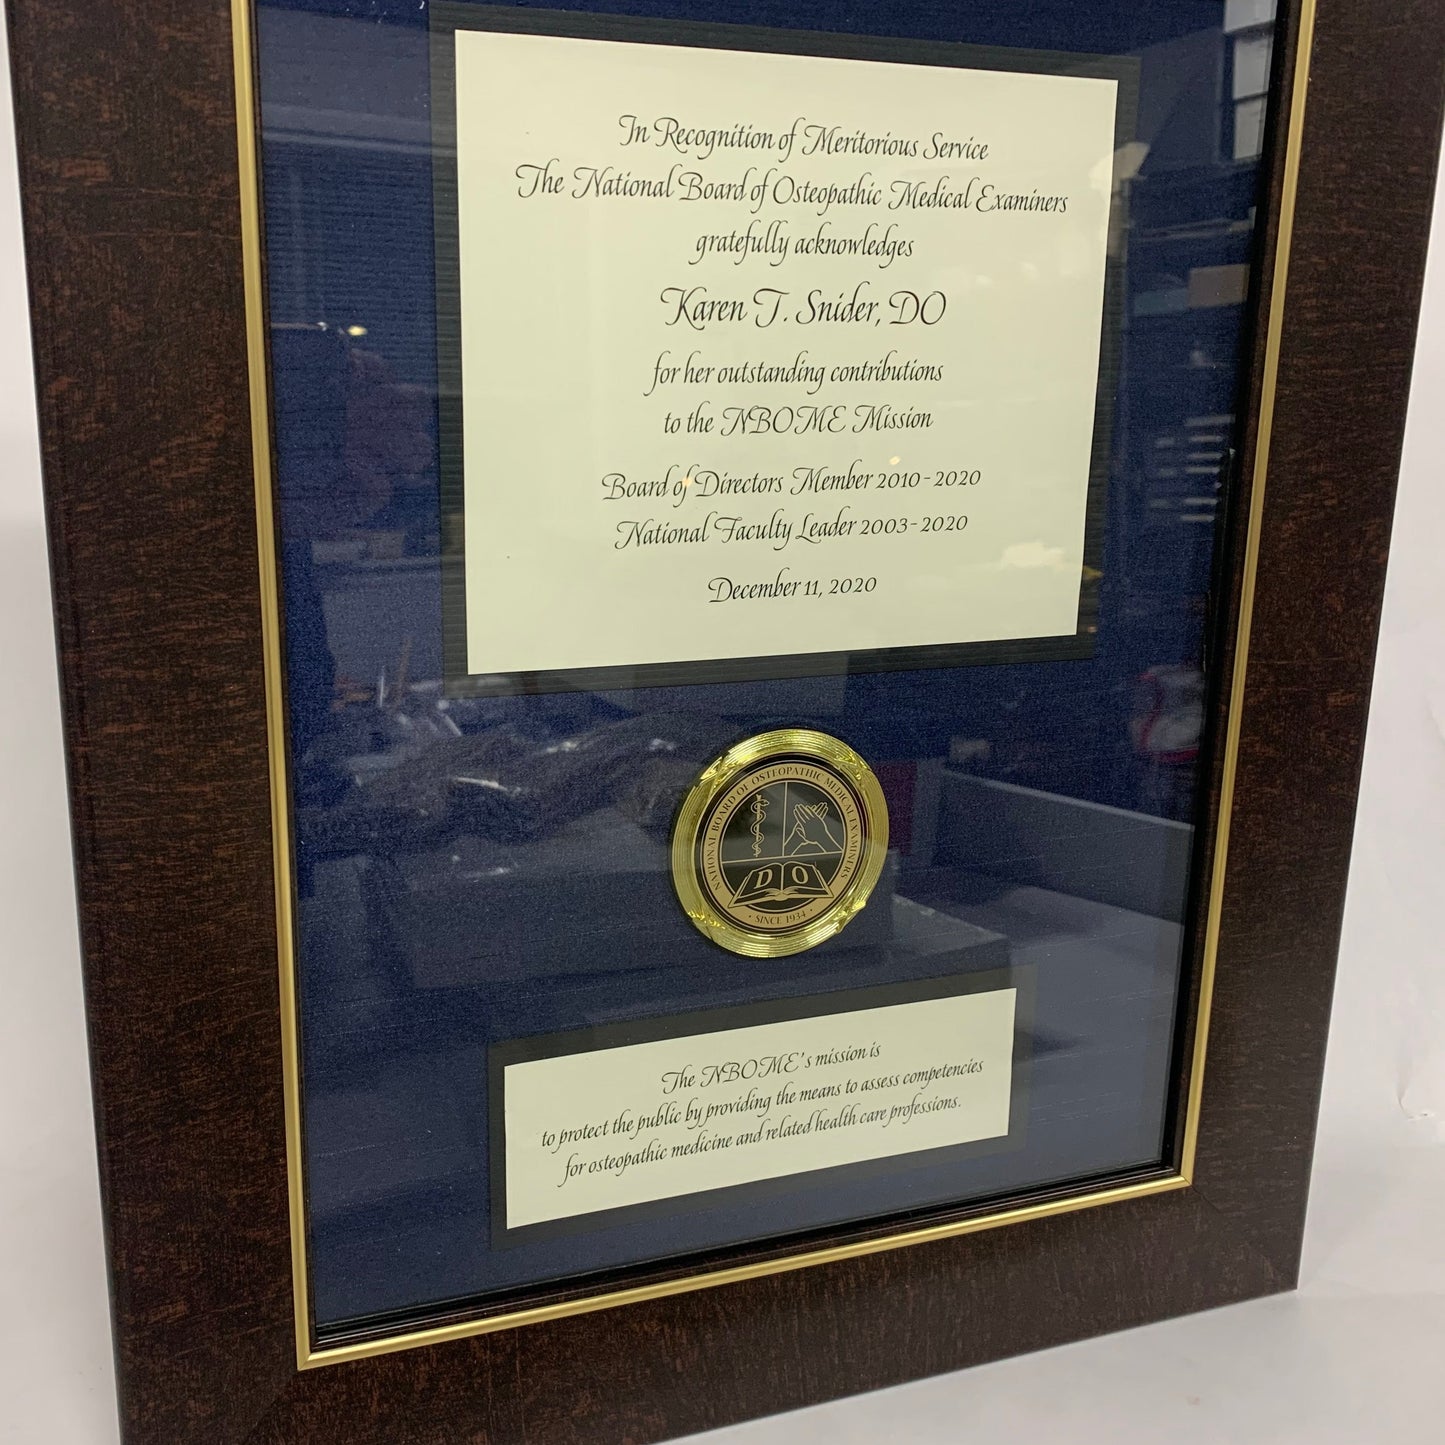 In Recognition of Meritorious Service
The National Board of Osteopathic Medical Examiners
gratefully acknowledges
Karen T. Snider, DO
for her outstanding contributions
to the NBOME Mission
Board of Directors Member 2010-2020
National Faculty Leader 2003-2020
December 11, 2020
NATIONAL BOARD OF OSTEOPATHIC MEDICAL EXAMINERS
D O
• SINCE 1934 •
The NBOME's mission is
to protect the public by providing the means to assess competencies
for osteopathic medicine and related health care professions.